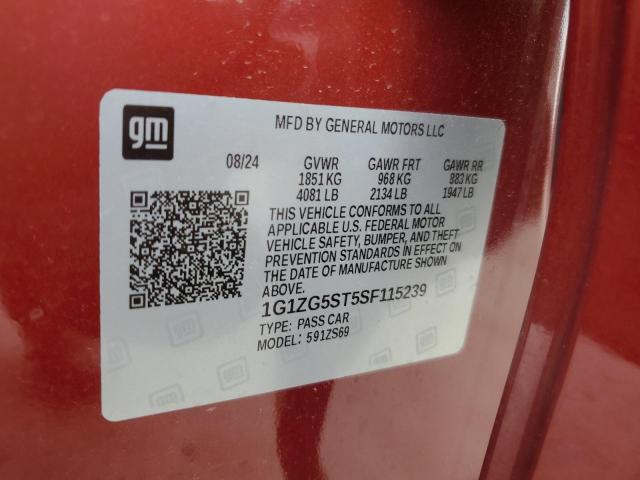 gm
MFD BY GENERAL MOTORS LLC
08/24 GVWR GAWR FRT GAWR RR
1851 KG 968 KG 883 KG
4081 LB 2134 LB 1947 LB
THIS VEHICLE CONFORMS TO ALL
APPLICABLE U.S. FEDERAL MOTOR
VEHICLE SAFETY, BUMPER, AND THEFT
PREVENTION STANDARDS IN EFFECT ON
THE DATE OF MANUFACTURE SHOWN
ABOVE.
1G1ZG5ST5SF115239
TYPE: PASS CAR
MODEL: 591ZS69